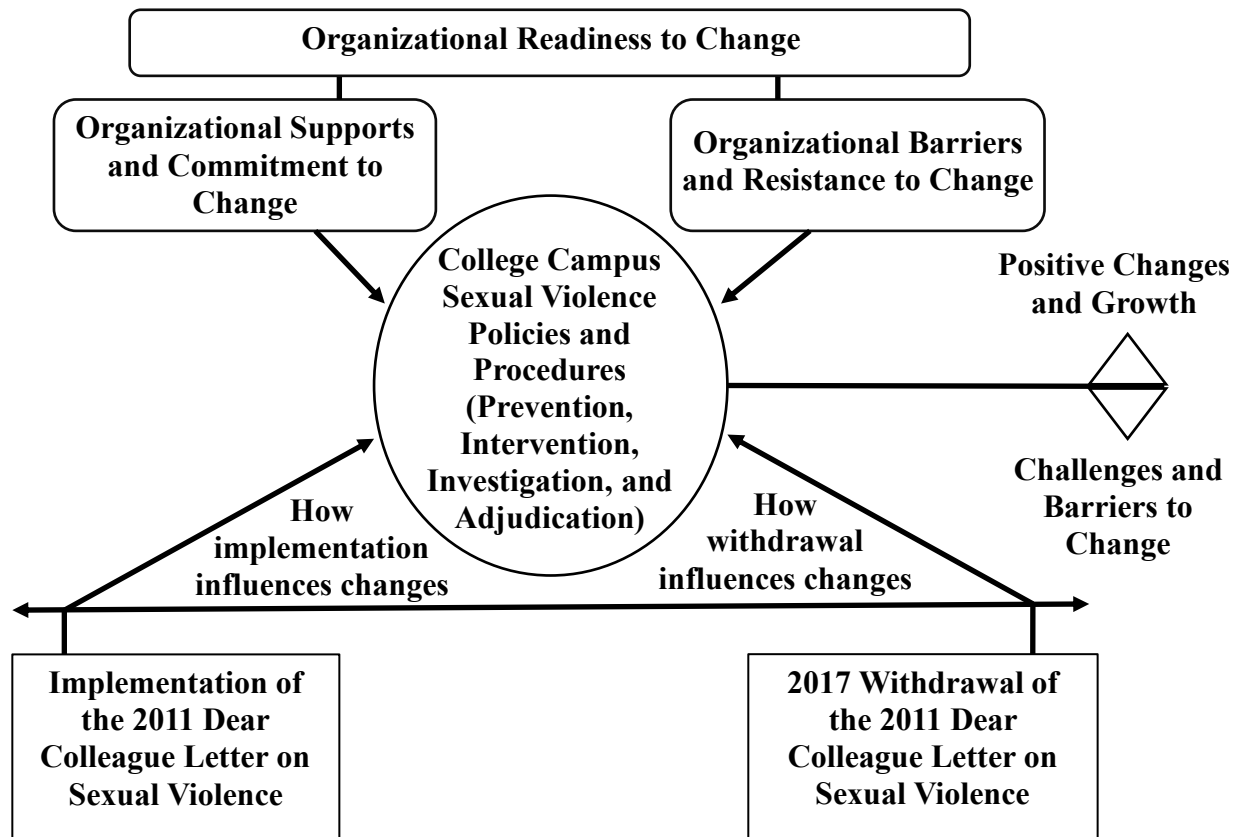 Organizational Readiness to Change
Organizational Supports
and Commitment to
Change
Organizational Barriers
and Resistance to Change
College Campus
Sexual Violence
Policies and
Procedures
(Prevention,
Intervention,
Investigation, and
Adjudication)
Positive Changes
and Growth
Challenges and
Barriers to
Change
How
implementation
influences changes
How
withdrawal
influences changes
Implementation of
the 2011 Dear
Colleague Letter on
Sexual Violence
2017 Withdrawal of
the 2011 Dear
Colleague Letter on
Sexual Violence